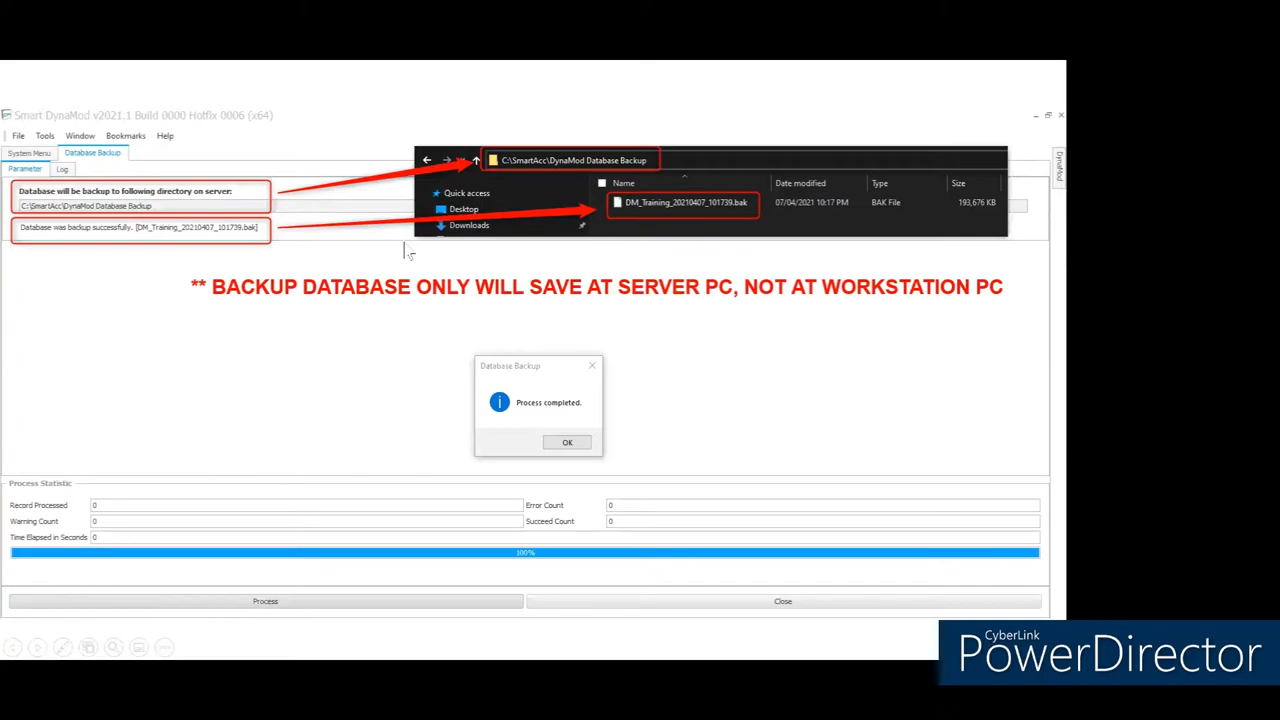 Smart DynaMod v2021.1 Build 0000 Hotfix 0006 (x64)
File Tools Window Bookmarks Help
System Menu Database Backup
Parameter Log
Database will be backup to following directory on server:
C:\SmartAcc\DynaMod Database Backup
Database was backup successfully. [DM_Training_20210407_101739.bak]
C:\SmartAcc\DynaMod Database Backup
Quick access
Desktop
Downloads
Name Date modified Type Size
DM_Training_20210407_101739.bak 07/04/2021 10:17 PM BAK File 193,676 KB
DynaMod
** BACKUP DATABASE ONLY WILL SAVE AT SERVER PC, NOT AT WORKSTATION PC
Database Backup
Process completed.
OK
Process Statistic
Record Processed 0 Error Count 0
Warning Count 0 Succeed Count 0
Time Elapsed in Seconds 0
100%
Process Close
CyberLink
PowerDirector